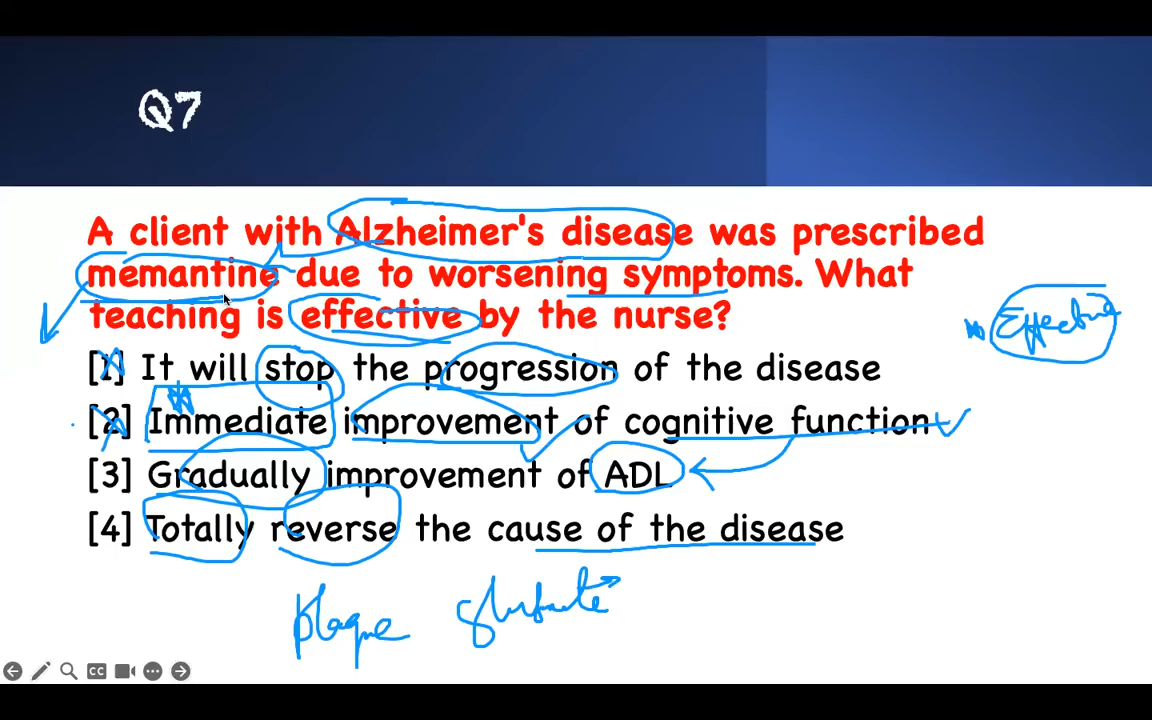 Q7
A client with Alzheimer's disease was prescribed
memantine due to worsening symptoms. What
teaching is effective by the nurse?
Effective
[1] It will stop the progression of the disease
[2] Immediate improvement of cognitive function
[3] Gradually improvement of ADL
[4] Totally reverse the cause of the disease
plaque
CC